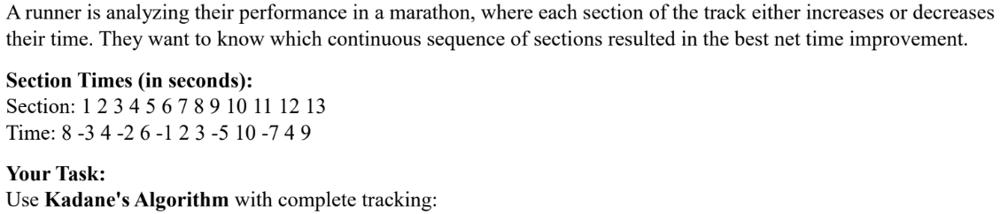 A runner is analyzing their performance in a marathon, where each section of the track either increases or decreases
their time. They want to know which continuous sequence of sections resulted in the best net time improvement.
Section Times (in seconds):
Section: 1 2 3 4 5 6 7 8 9 10 11 12 13
Time: 8 -3 4 -2 6 -1 2 3 -5 10 -7 4 9
Your Task:
Use Kadane's Algorithm with complete tracking: